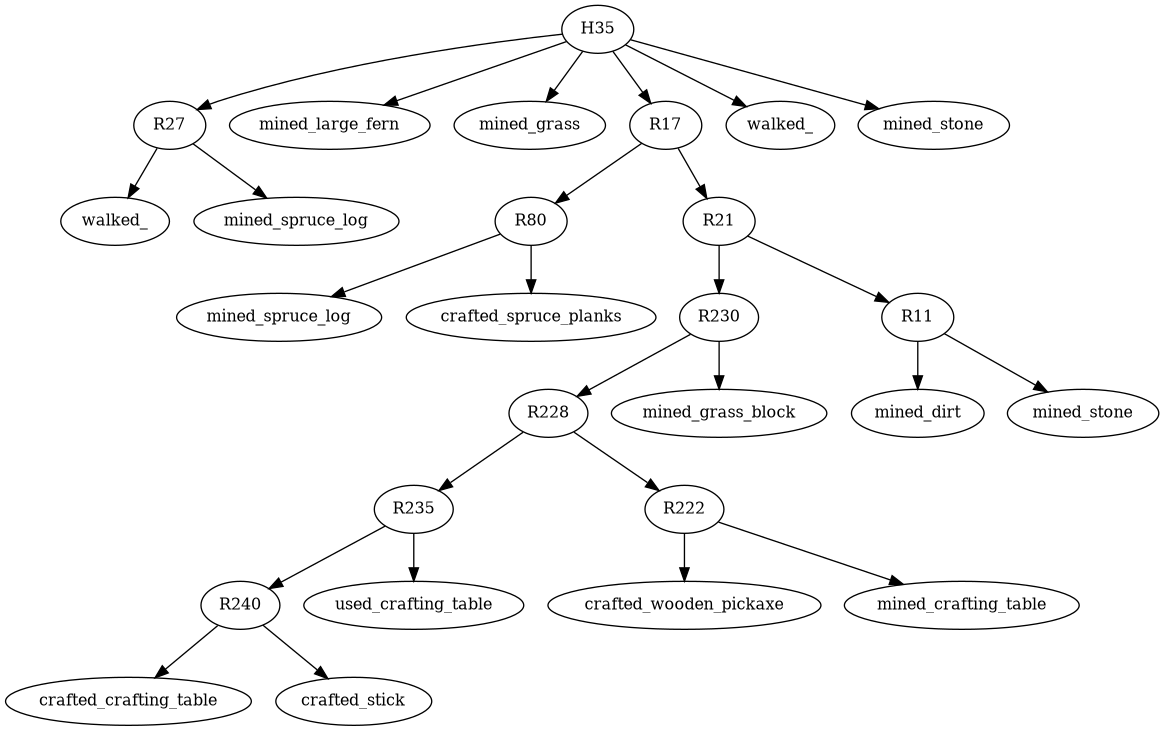 H35
R27
mined_large_fern
mined_grass
R17
walked_
mined_stone
walked_
mined_spruce_log
R80
R21
mined_spruce_log
crafted_spruce_planks
R230
R11
R228
mined_grass_block
mined_dirt
mined_stone
R235
R222
R240
used_crafting_table
crafted_wooden_pickaxe
mined_crafting_table
crafted_crafting_table
crafted_stick